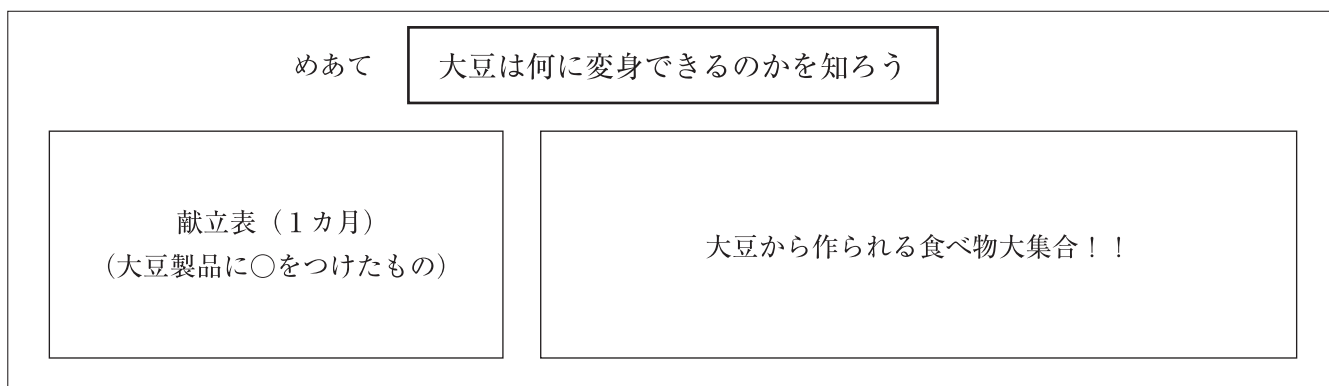 めあて
大豆は何に変身できるのかを知ろう
献立表（１カ月）
（大豆製品に○をつけたもの）
大豆から作られる食べ物大集合！！